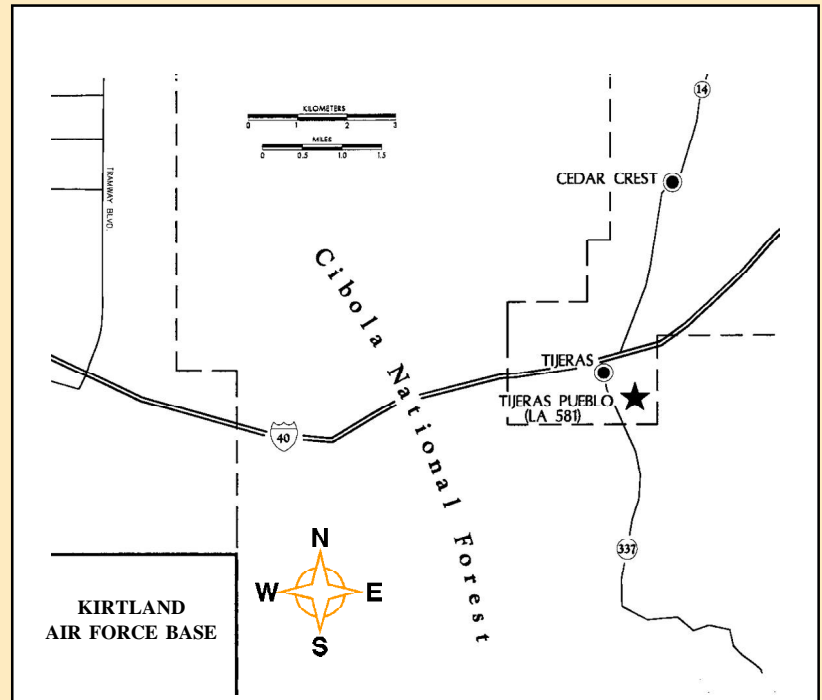 KILOMETERS
0 1 2 3
MILES
0 0.5 1.0 1.5
14
TRAMWAY BLVD.
CEDAR CREST
Cibola National Forest
TIJERAS
TIJERAS PUEBLO
(LA 581)
40
337
N
W E
S
KIRTLAND
AIR FORCE BASE